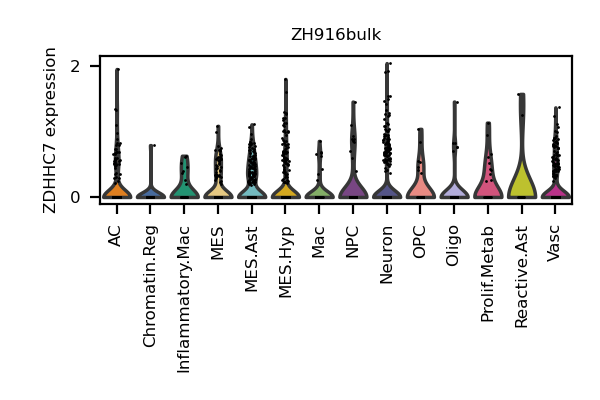 ZH916bulk
ZDHHC7 expression
2
0
AC
Chromatin.Reg
Inflammatory.Mac
MES
MES.Ast
MES.Hyp
Mac
NPC
Neuron
OPC
Oligo
Prolif.Metab
Reactive.Ast
Vasc